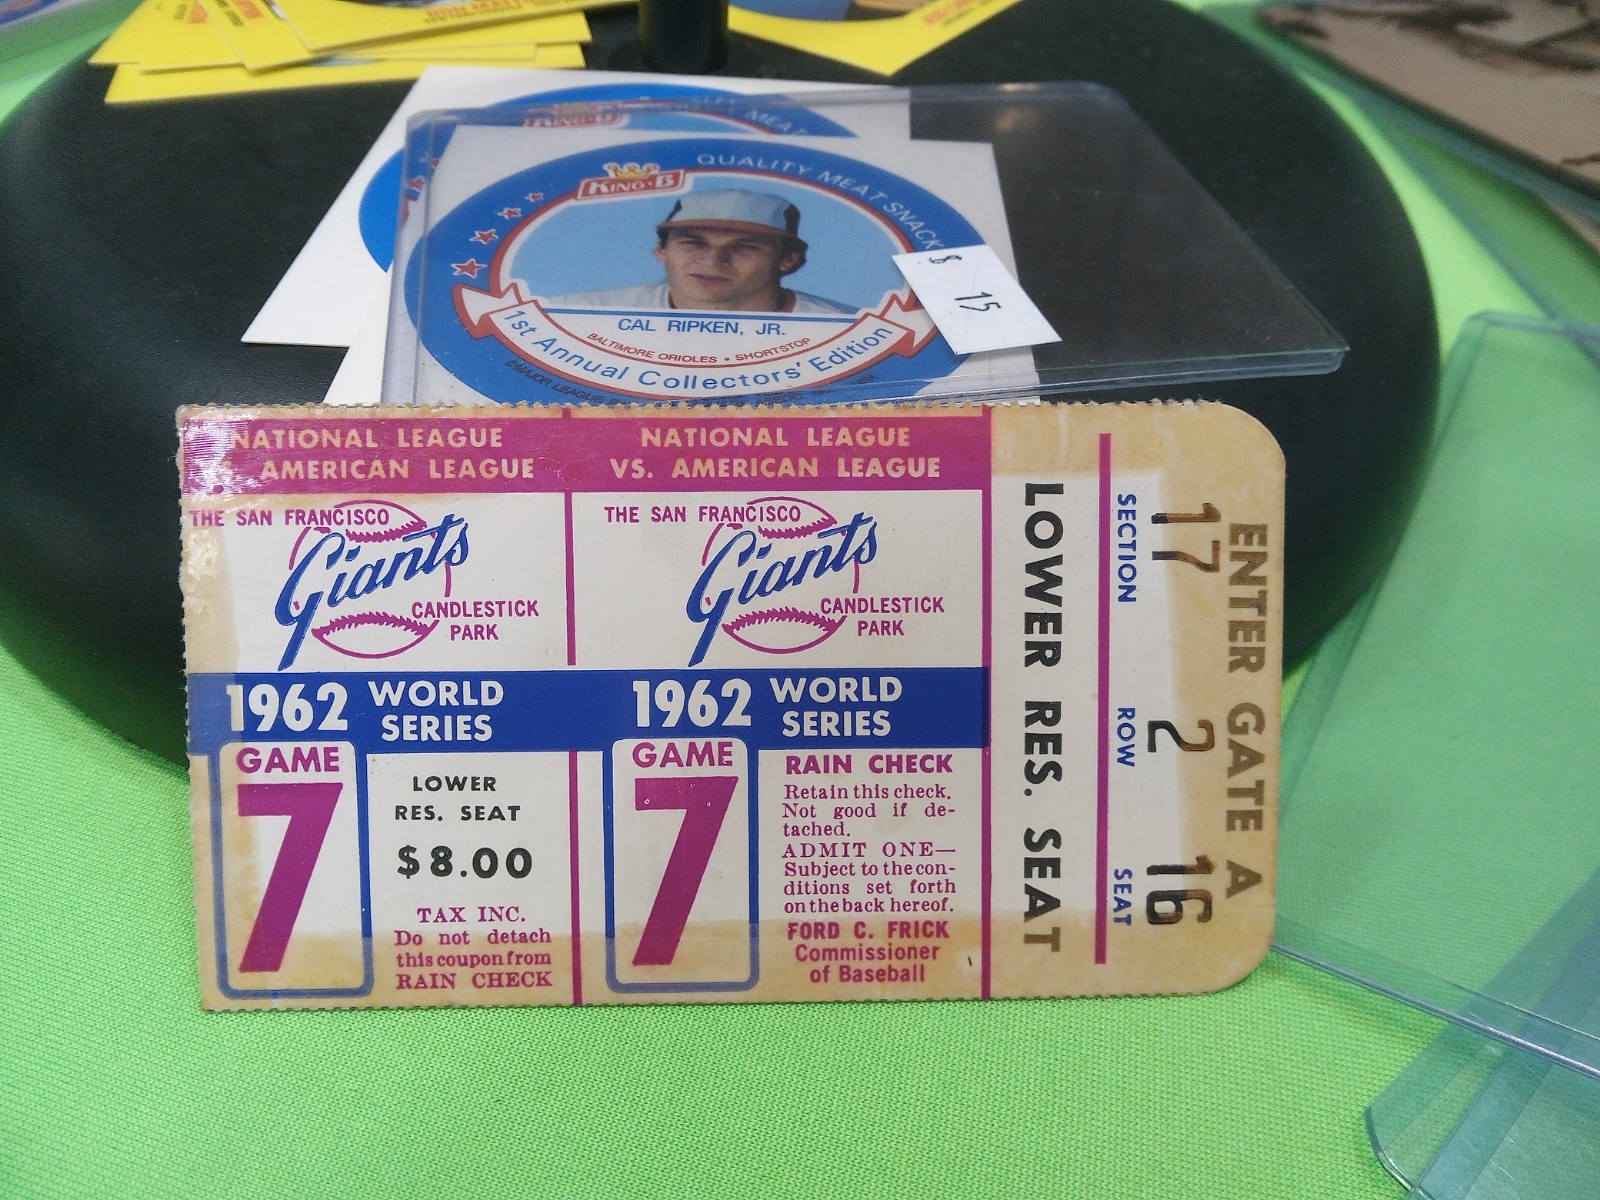 KING-B
QUALITY MEAT SNACK
$ 15
CAL RIPKEN, JR.
BALTIMORE ORIOLES • SHORTSTOP
1st Annual Collectors' Edition
NATIONAL LEAGUE
VS. AMERICAN LEAGUE
THE SAN FRANCISCO
Giants
CANDLESTICK
PARK
1962 WORLD
SERIES
GAME
7
LOWER
RES. SEAT
$8.00
TAX INC.
Do not detach
this coupon from
RAIN CHECK
NATIONAL LEAGUE
VS. AMERICAN LEAGUE
THE SAN FRANCISCO
Giants
CANDLESTICK
PARK
1962 WORLD
SERIES
GAME
7
RAIN CHECK
Retain this check.
Not good if de-
tached.
ADMIT ONE—
Subject to the con-
ditions set forth
on the back hereof.
FORD C. FRICK
Commissioner
of Baseball
LOWER RES. SEAT
SECTION ROW SEAT
17 2 16
ENTER GATE A